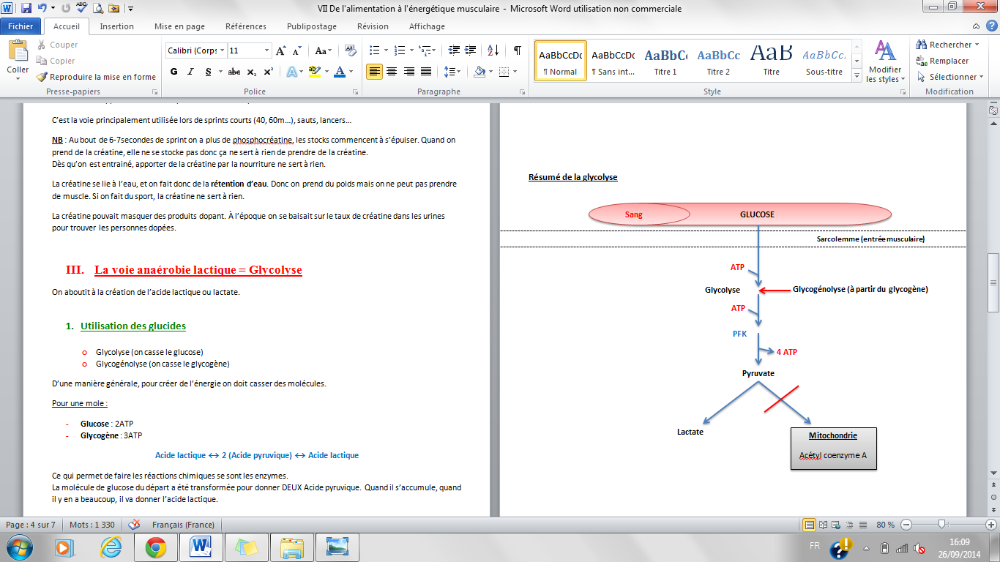 VII De l'alimentation à l'énergétique musculaire - Microsoft Word utilisation non commerciale
Fichier Accueil Insertion Mise en page Références Publipostage Révision Affichage
Coller
Couper
Copier
Reproduire la mise en forme
Presse-papiers
Calibri (Corps 11
G I S abc x₂ x²
Police
Paragraphe
AaBbCcDc AaBbCcDc AaBbC AaBbCc AaB AaBbCc.
¶ Normal ¶ Sans int... Titre 1 Titre 2 Titre Sous-titre
Style
Modifier
les styles
Rechercher
Remplacer
Sélectionner
Modification
C'est la voie principalement utilisée lors de sprints courts (40, 60m...), sauts, lancers...
NB : Au bout de 6-7secondes de sprint on a plus de phosphocréatine, les stocks commencent à s'épuiser. Quand on
prend de la créatine, elle ne se stocke pas donc ça ne sert à rien de prendre de la créatine.
Dès qu'on est entrainé, apporter de la créatine par la nourriture ne sert à rien.
La créatine se lie à l'eau, et on fait donc de la rétention d'eau. Donc on prend du poids mais on ne peut pas prendre
de muscle. Si on fait du sport, la créatine ne sert à rien.
La créatine pouvait masquer des produits dopant. À l'époque on se baisait sur le taux de créatine dans les urines
pour trouver les personnes dopées.
III. La voie anaérobie lactique = Glycolyse
On aboutit à la création de l'acide lactique ou lactate.
1. Utilisation des glucides
o Glycolyse (on casse le glucose)
o Glycogénolyse (on casse le glycogène)
D'une manière générale, pour créer de l'énergie on doit casser des molécules.
Pour une mole :
- Glucose : 2ATP
- Glycogène : 3ATP
Acide lactique ↔ 2 (Acide pyruvique) ↔ Acide lactique
Ce qui permet de faire les réactions chimiques se sont les enzymes.
La molécule de glucose du départ a été transformée pour donner DEUX Acide pyruvique. Quand il s'accumule, quand
il y en a beaucoup, il va donner l'acide lactique.
Résumé de la glycolyse
Sang GLUCOSE
Sarcolemme (entrée musculaire)
ATP
Glycolyse Glycogénolyse (à partir du glycogène)
ATP
PFK
4 ATP
Pyruvate
Lactate
Mitochondrie
Acétyl coenzyme A
Page : 4 sur 7 Mots : 1 330 Français (France) 80 %
FR 16:09
26/09/2014